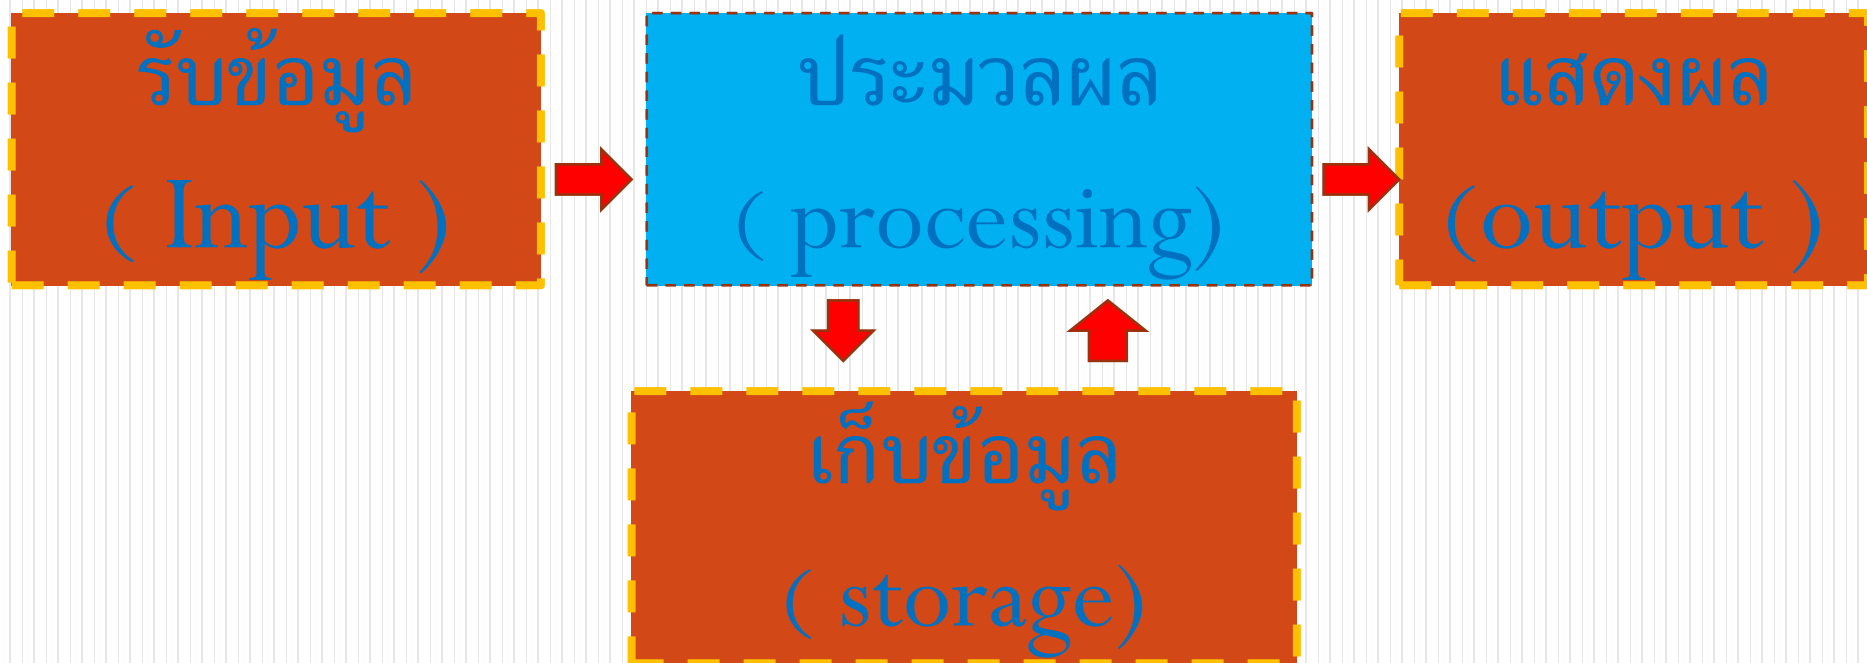 รับข้อมูล
( Input )
ประมวลผล
( processing)
แสดงผล
(output )
เก็บข้อมูล
( storage)